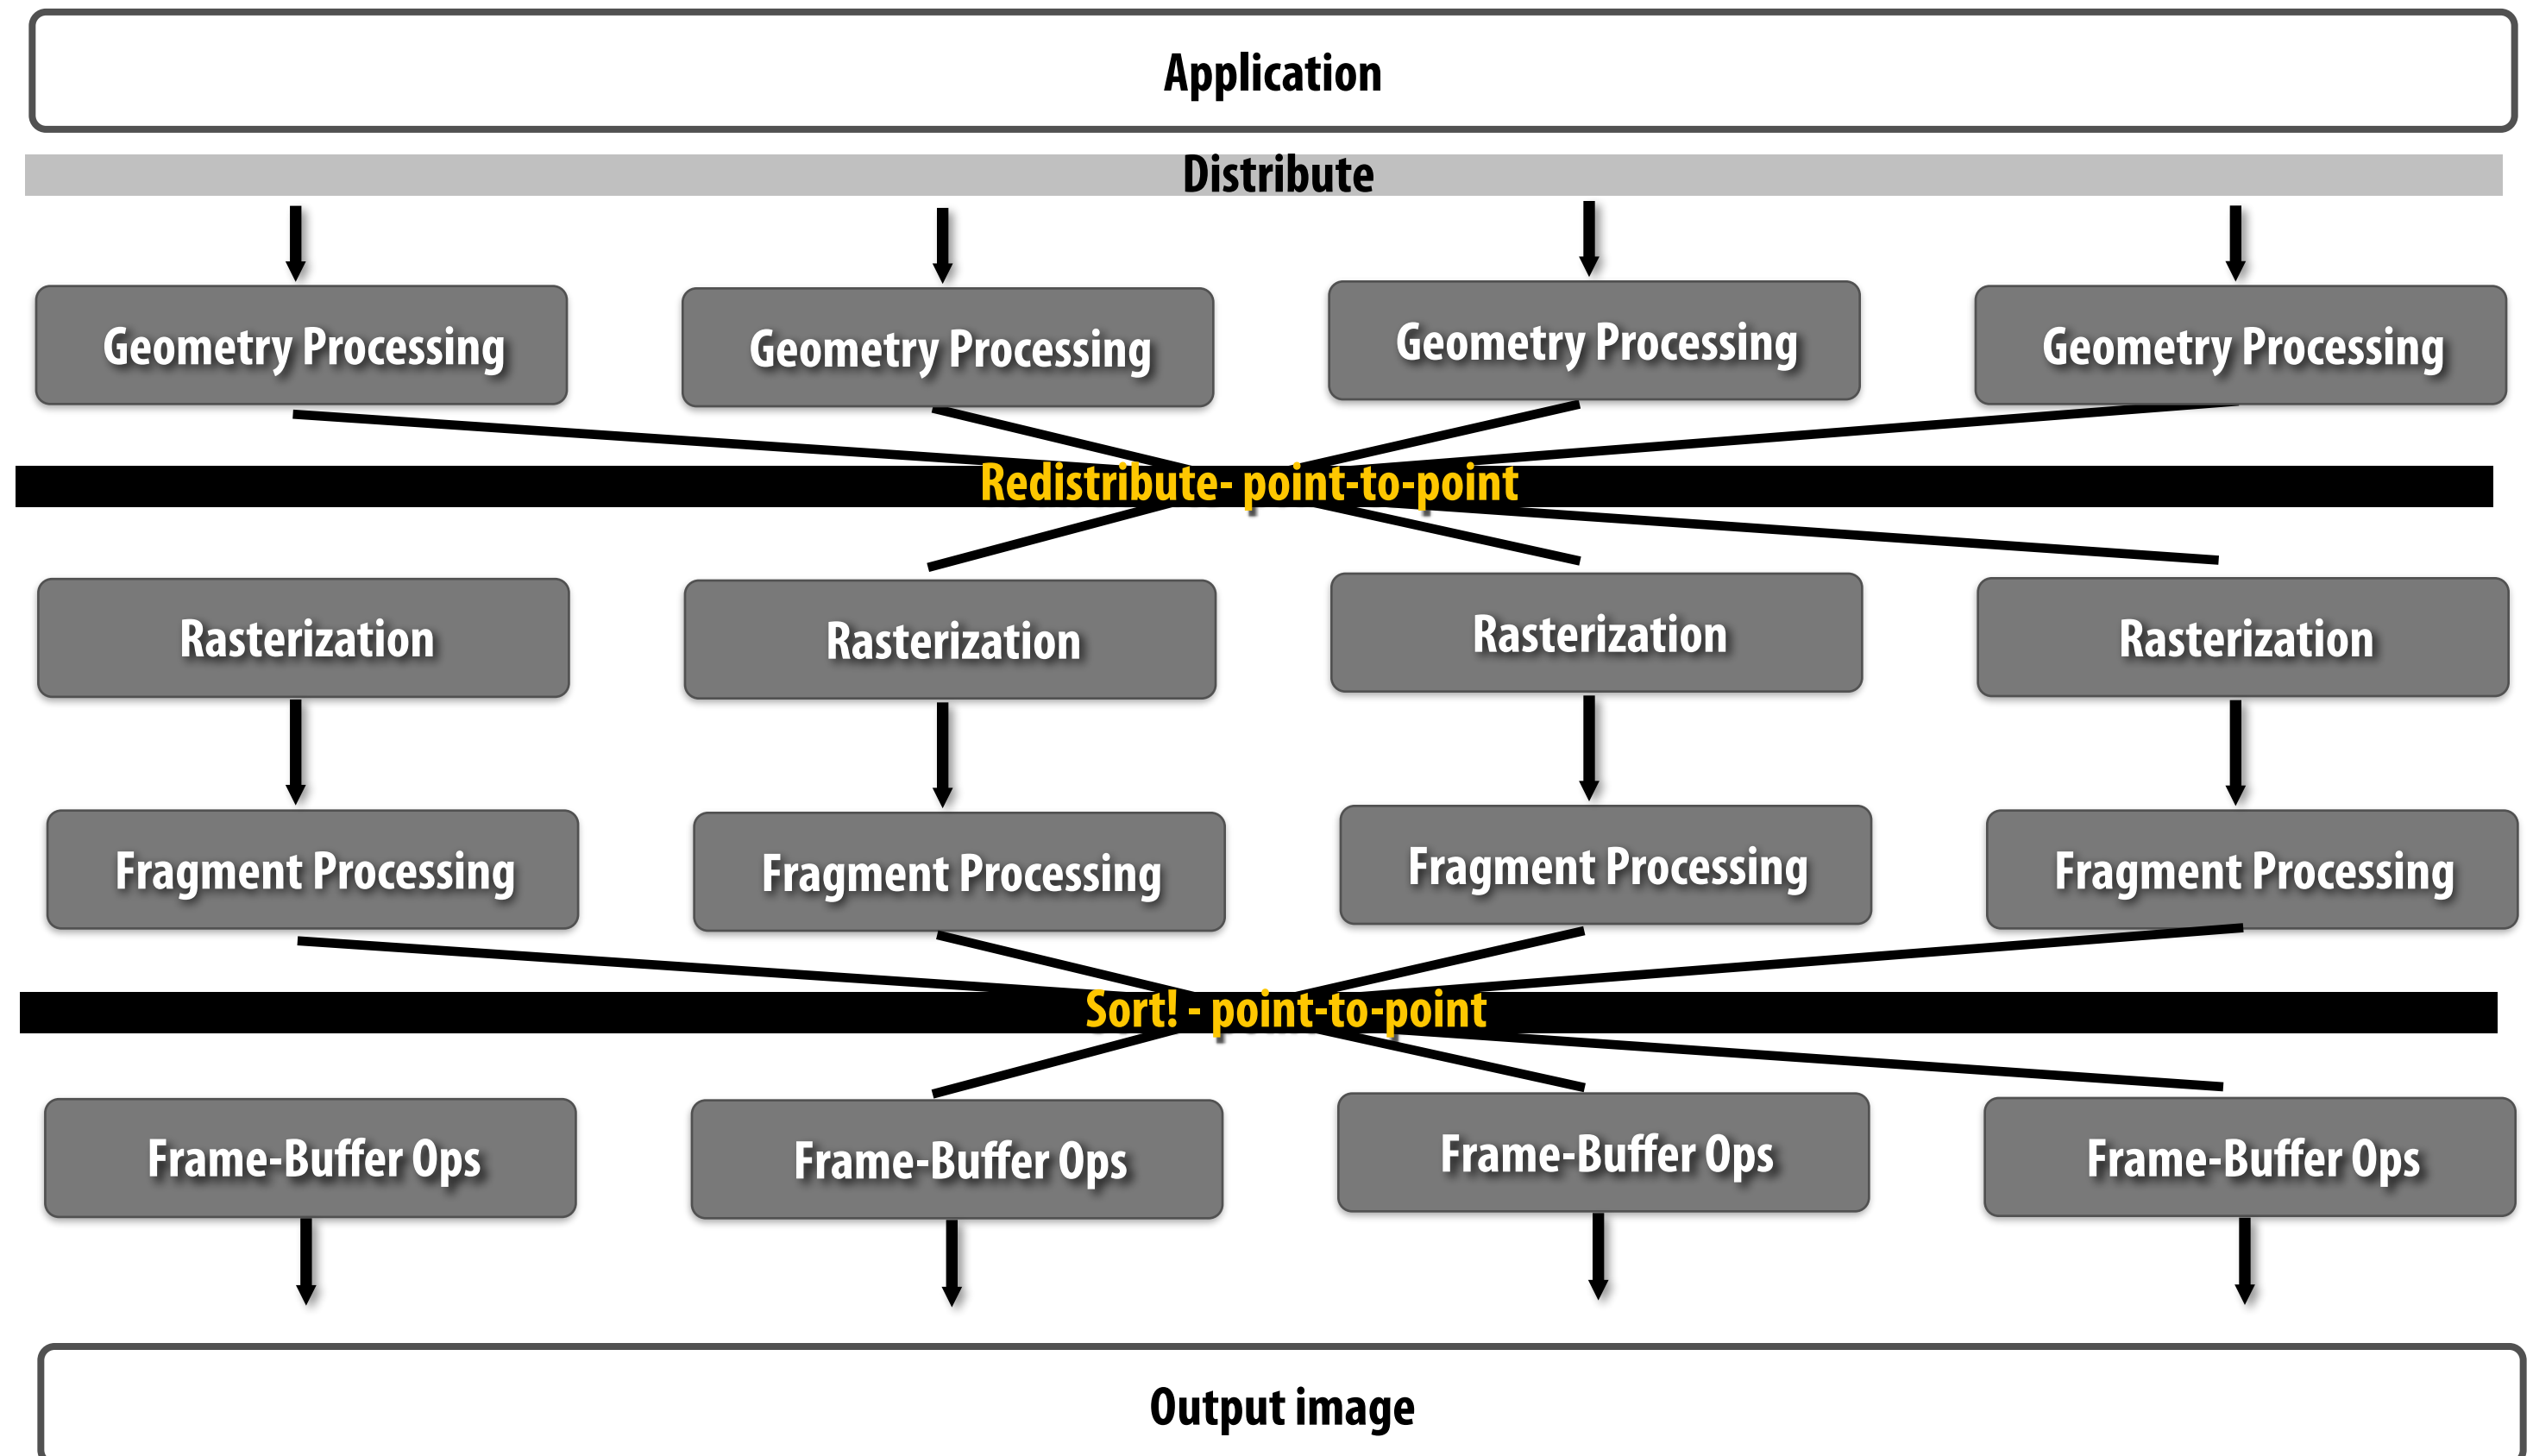 Application
Distribute
Geometry Processing
Geometry Processing
Geometry Processing
Geometry Processing
Redistribute- point-to-point
Rasterization
Rasterization
Rasterization
Rasterization
Fragment Processing
Fragment Processing
Fragment Processing
Fragment Processing
Sort! - point-to-point
Frame-Buffer Ops
Frame-Buffer Ops
Frame-Buffer Ops
Frame-Buffer Ops
Output image